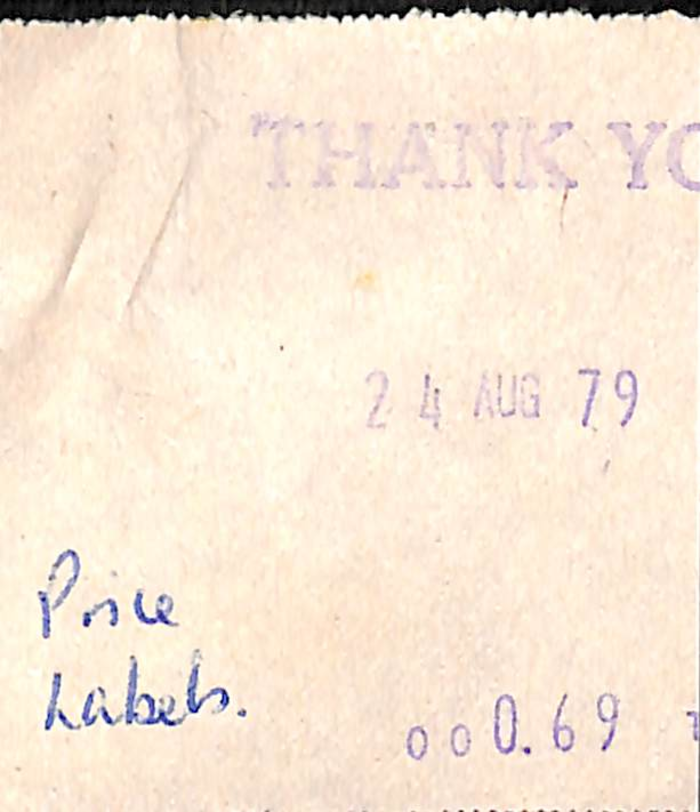 THANK YO
24 AUG 79
Price
Labels.
000.69